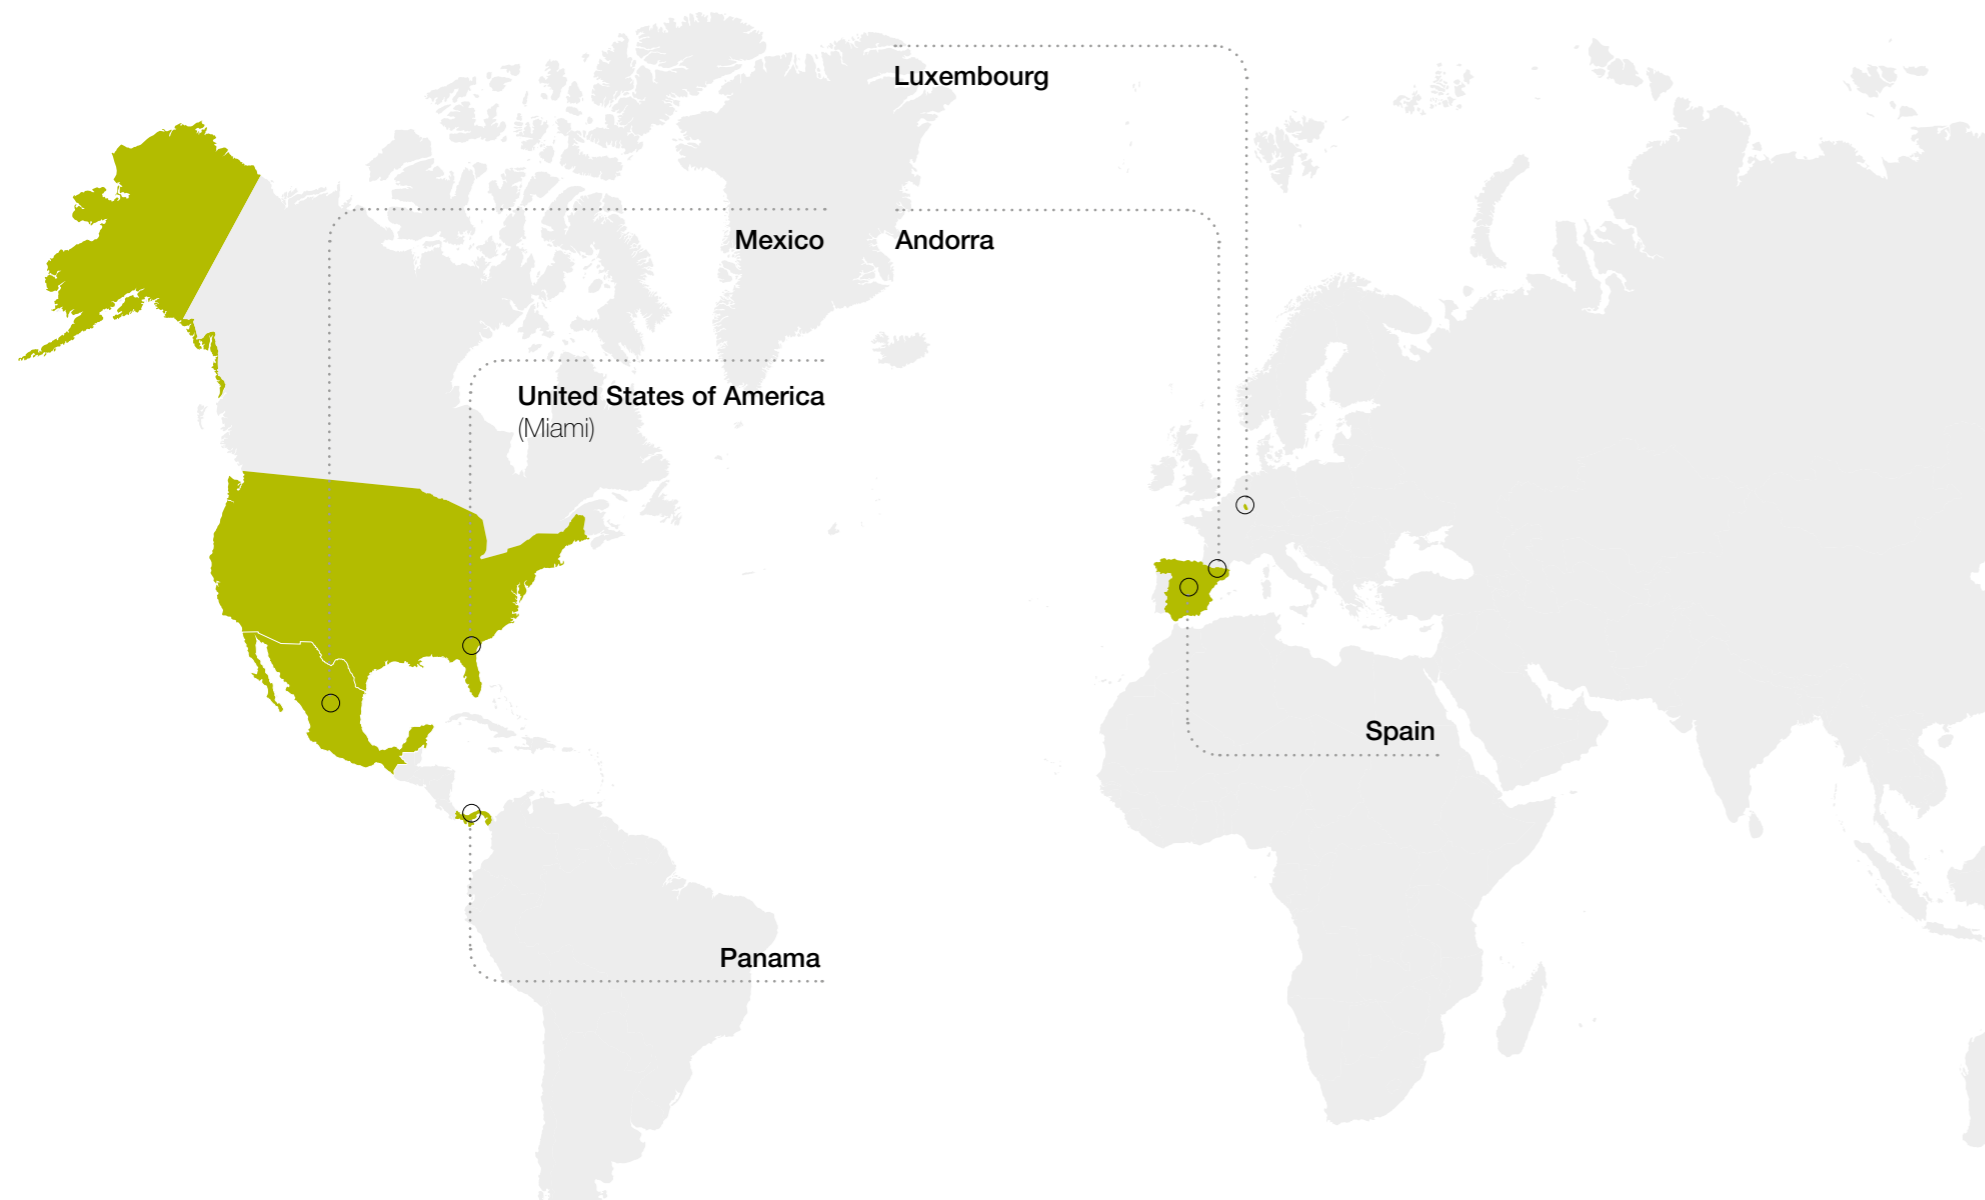 Luxembourg
Mexico
Andorra
United States of America
(Miami)
Spain
Panama